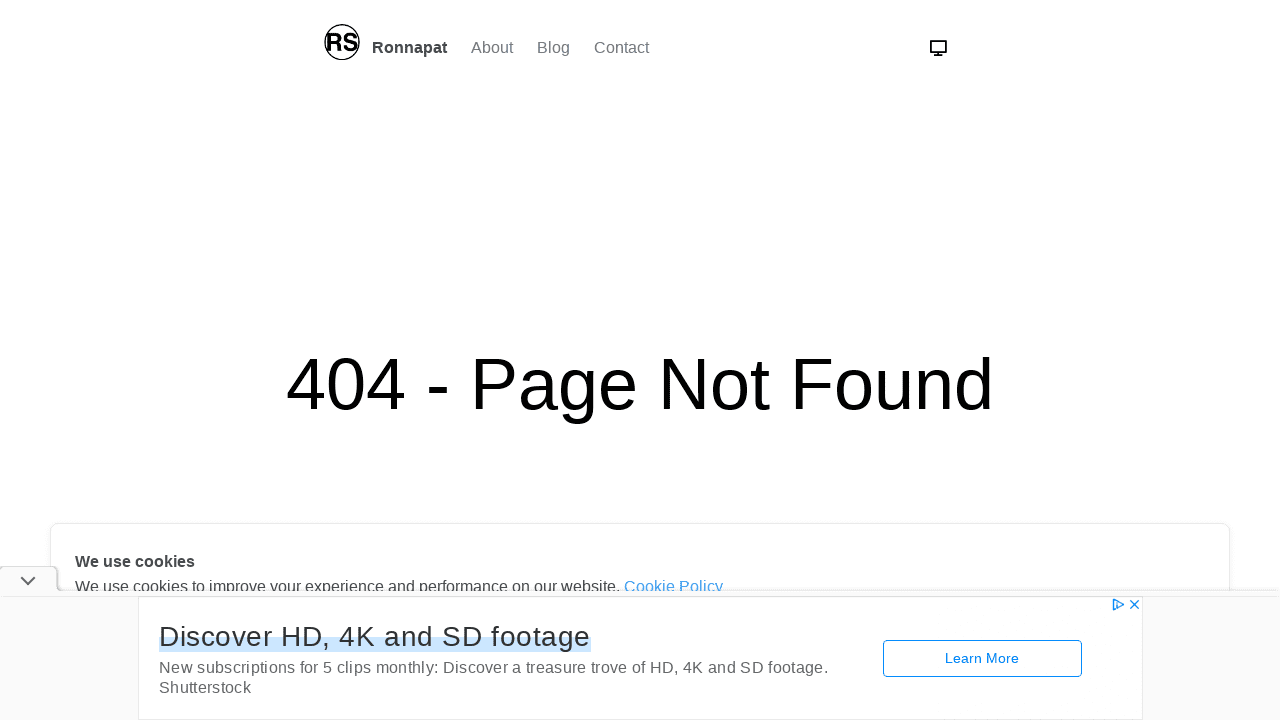 RS Ronnapat About Blog Contact
404 - Page Not Found
We use cookies
We use cookies to improve your experience and performance on our website. Cookie Policy
Discover HD, 4K and SD footage
New subscriptions for 5 clips monthly: Discover a treasure trove of HD, 4K and SD footage.
Shutterstock
Learn More